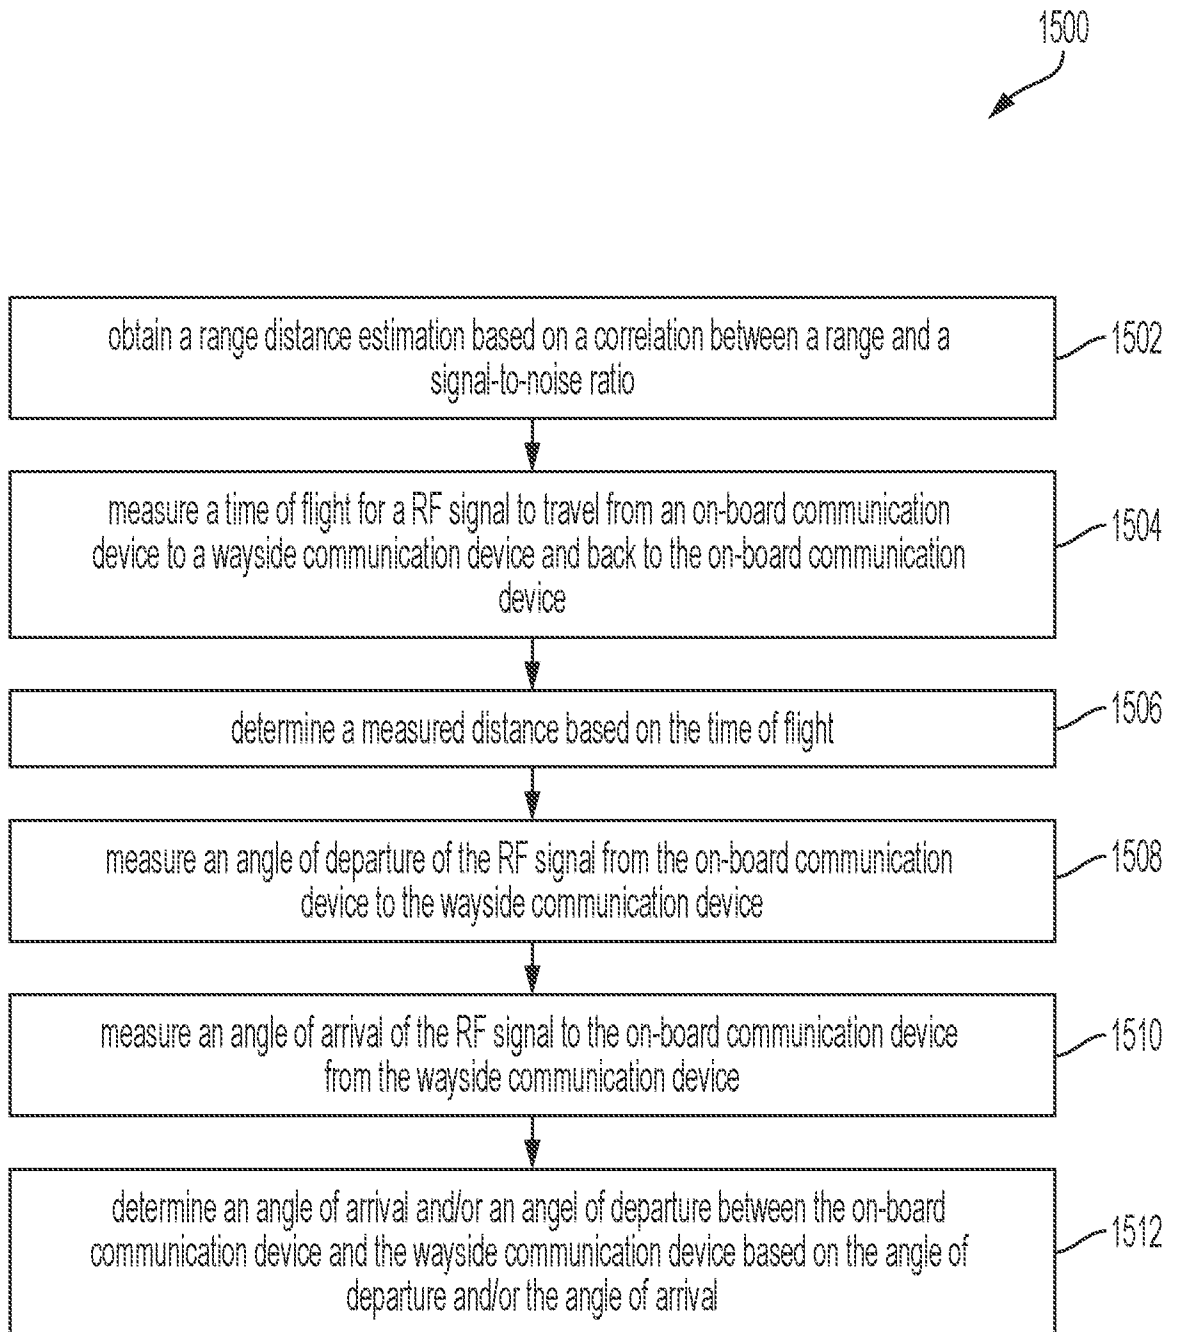 1500
obtain a range distance estimation based on a correlation between a range and a
signal-to-noise ratio
1502
measure a time of flight for a RF signal to travel from an on-board communication
device to a wayside communication device and back to the on-board communication
device
1504
determine a measured distance based on the time of flight
1506
measure an angle of departure of the RF signal from the on-board communication
device to the wayside communication device
1508
measure an angle of arrival of the RF signal to the on-board communication device
from the wayside communication device
1510
determine an angle of arrival and/or an angel of departure between the on-board
communication device and the wayside communication device based on the angle of
departure and/or the angle of arrival
1512